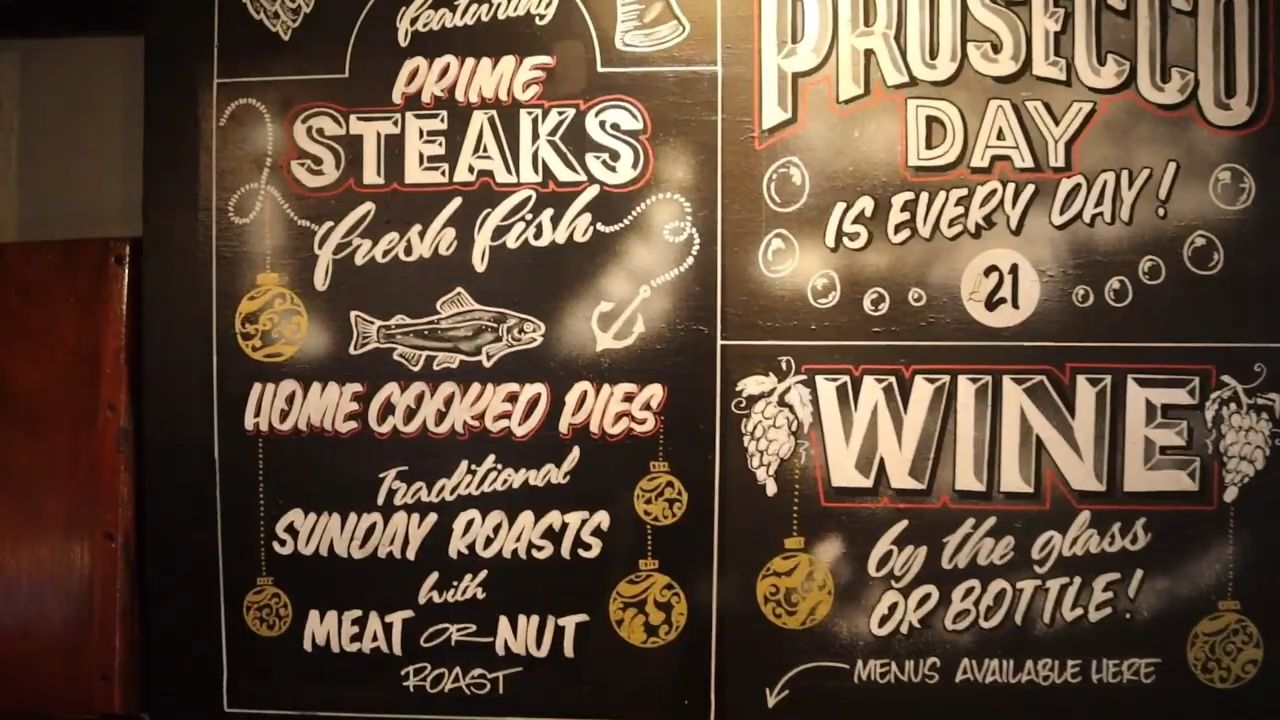 featuring
PRIME
STEAKS
fresh fish
HOME COOKED PIES
Traditional
SUNDAY ROASTS
with
MEAT OR NUT
ROAST
PROSECCO
DAY
IS EVERY DAY!
£21
WINE
by the glass
OR BOTTLE!
MENUS AVAILABLE HERE